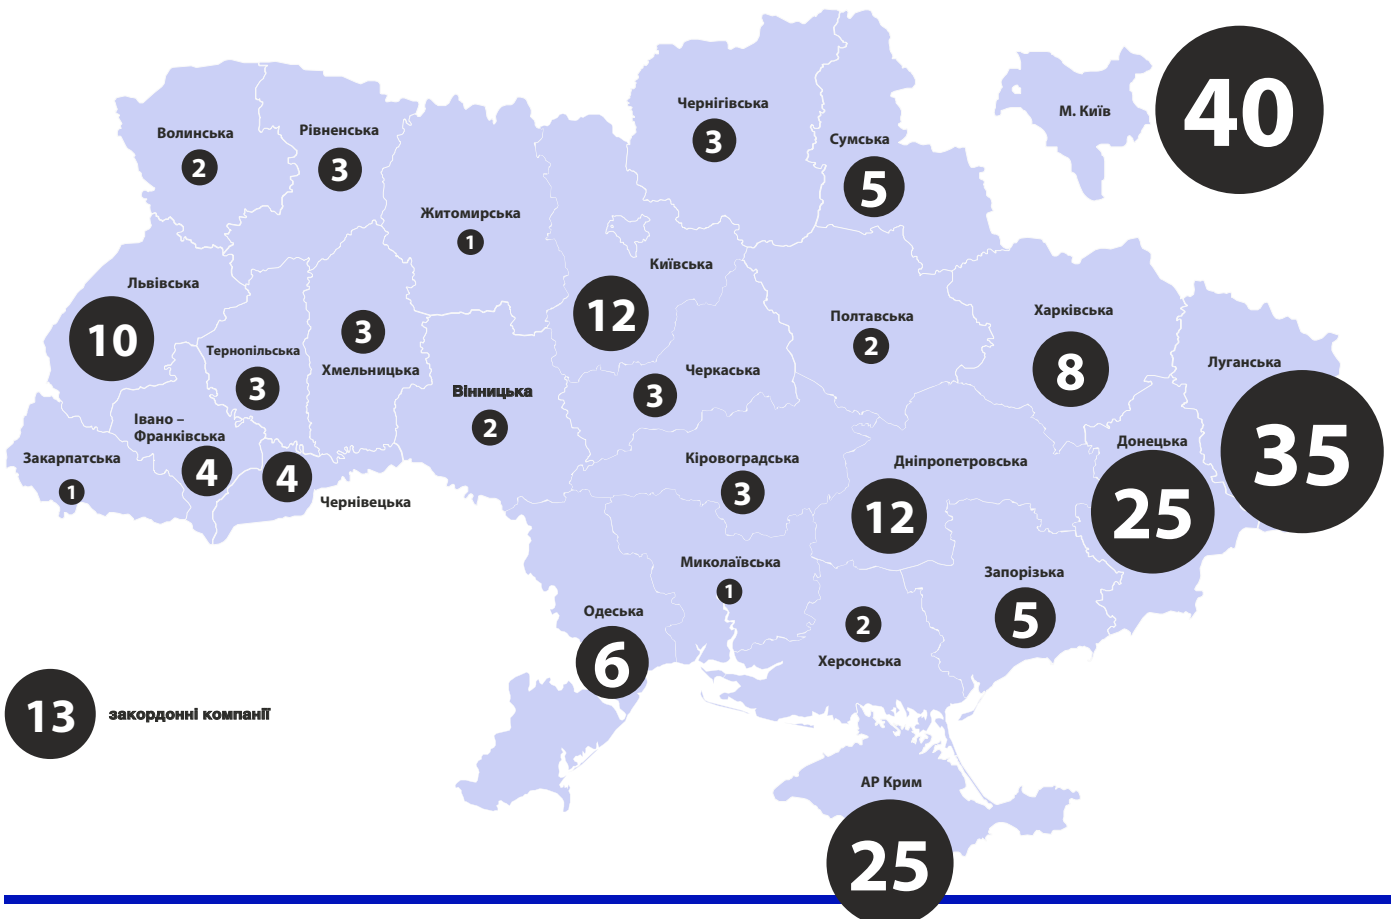 Чернігівська
3
Сумська
5
М. Київ
40
Волинська
2
Рівненська
3
Житомирська
1
Київська
12
Львівська
10
Тернопільська
3
3
Хмельницька
Вінницька
2
Черкаська
3
Полтавська
2
Харківська
8
Луганська
35
Івано –
Франківська
4
Закарпатська
1
4
Чернівецька
Кіровоградська
3
Дніпропетровська
12
Донецька
25
Миколаївська
1
Запорізька
5
Одеська
6
2
Херсонська
13
закордонні компанії
АР Крим
25